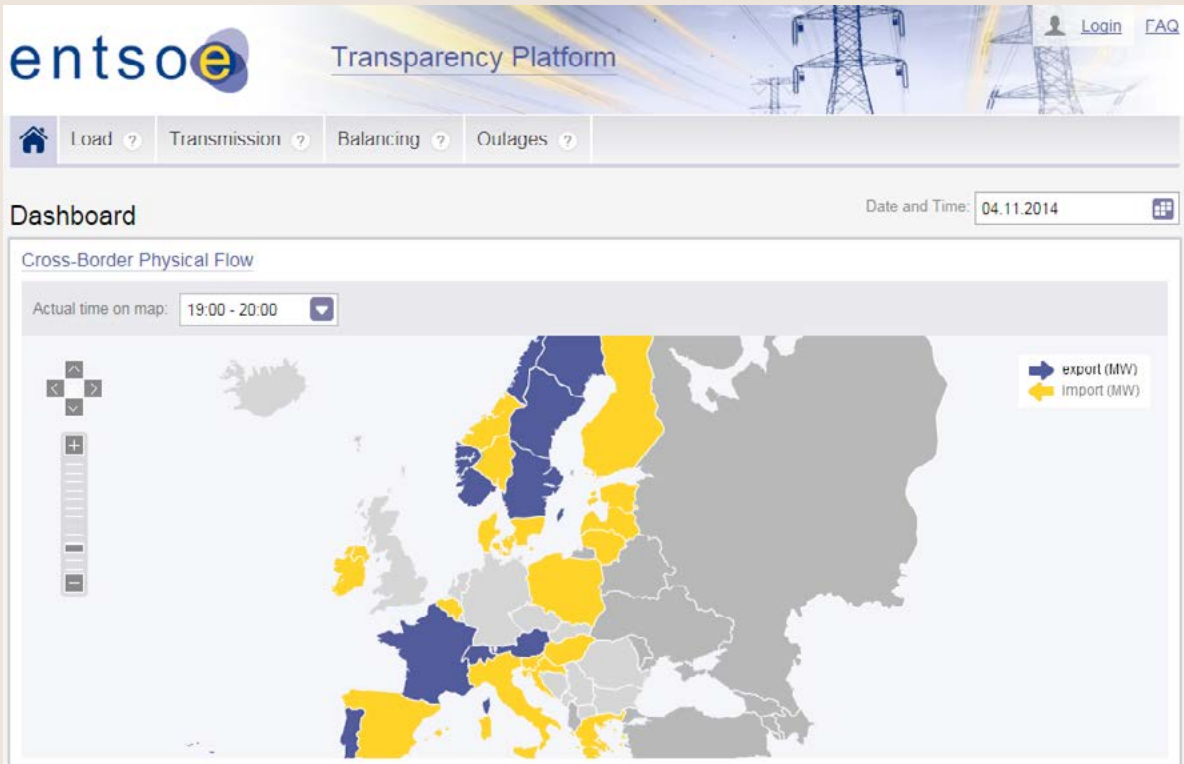 entsoe
Transparency Platform
Login FAQ
Load ? Transmission ? Balancing ? Outages ?
Dashboard
Date and Time: 04.11.2014
Cross-Border Physical Flow
Actual time on map: 19:00 - 20:00
export (MW)
import (MW)